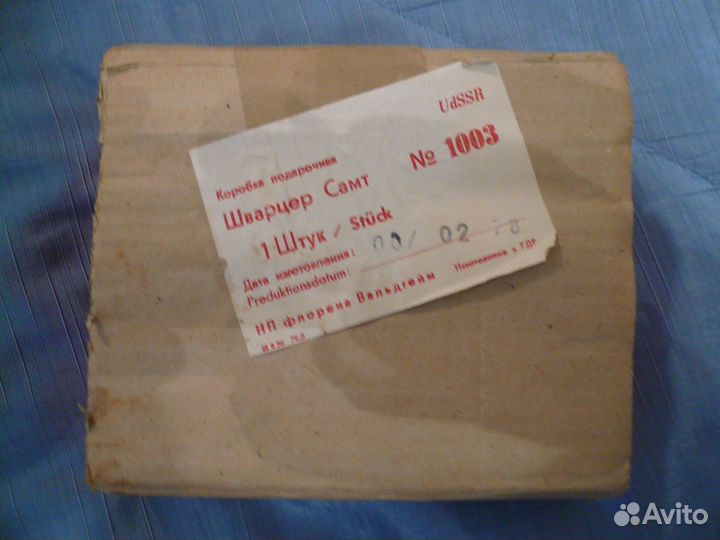 UdSSR
Коробка подарочная № 1003
Шварцер Самт
1 Штук / Stück
Дата изготовления:
Produktionsdatum: 02
НП флорена Вальдгейм Изготовлено в ГДР
Avito